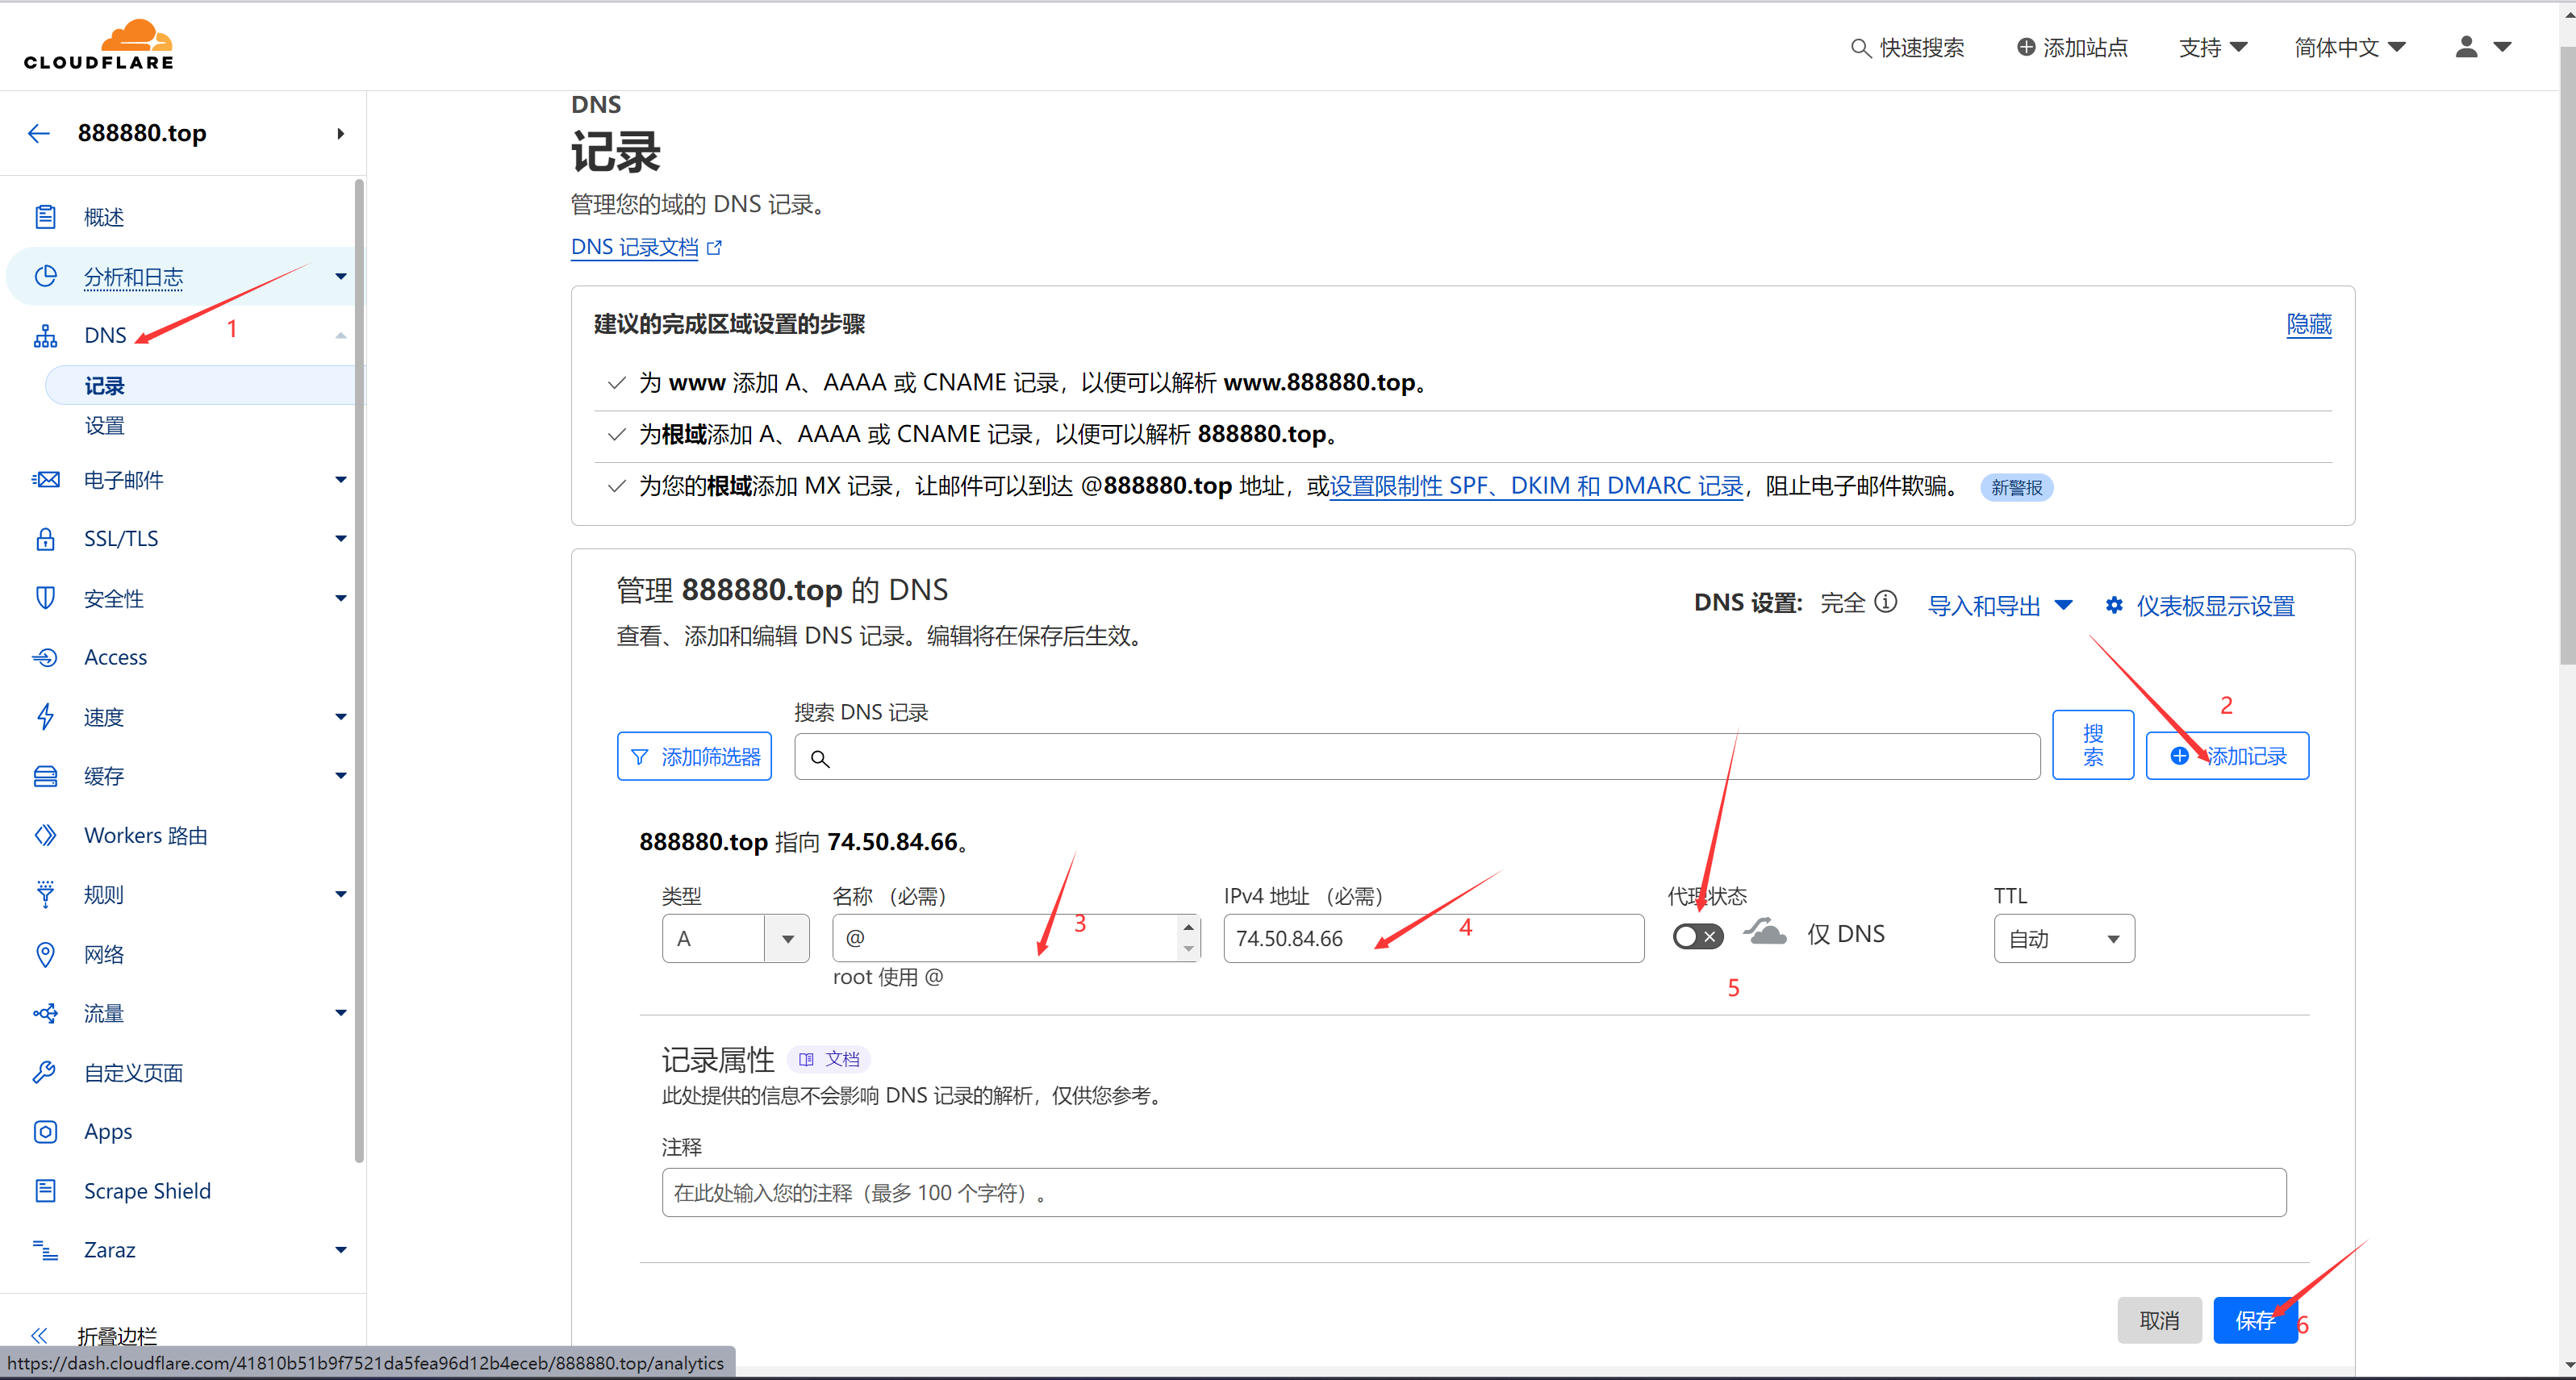 CLOUDFLARE
快速搜索
添加站点
支持
简体中文
888880.top
概述
分析和日志
DNS
1
记录
设置
电子邮件
SSL/TLS
安全性
Access
速度
缓存
Workers 路由
规则
网络
流量
自定义页面
Apps
Scrape Shield
Zaraz
折叠边栏
https://dash.cloudflare.com/41810b51b9f7521da5fea96d12b4eceb/888880.top/analytics
DNS
记录
管理您的域的 DNS 记录。
DNS 记录文档
建议的完成区域设置的步骤
隐藏
为 www 添加 A、AAAA 或 CNAME 记录，以便可以解析 www.888880.top。
为根域添加 A、AAAA 或 CNAME 记录，以便可以解析 888880.top。
为您的根域添加 MX 记录，让邮件可以到达 @888880.top 地址，或设置限制性 SPF、DKIM 和 DMARC 记录，阻止电子邮件欺骗。 新警报
管理 888880.top 的 DNS
DNS 设置: 完全
导入和导出
仪表板显示设置
查看、添加和编辑 DNS 记录。编辑将在保存后生效。
2
搜索 DNS 记录
添加筛选器
搜索
添加记录
888880.top 指向 74.50.84.66。
类型
名称 （必需）
IPv4 地址 （必需）
代理状态
TTL
A
@
3
74.50.84.66
4
仅 DNS
自动
root 使用 @
5
记录属性
文档
此处提供的信息不会影响 DNS 记录的解析，仅供您参考。
注释
在此处输入您的注释（最多 100 个字符）。
取消
保存
6